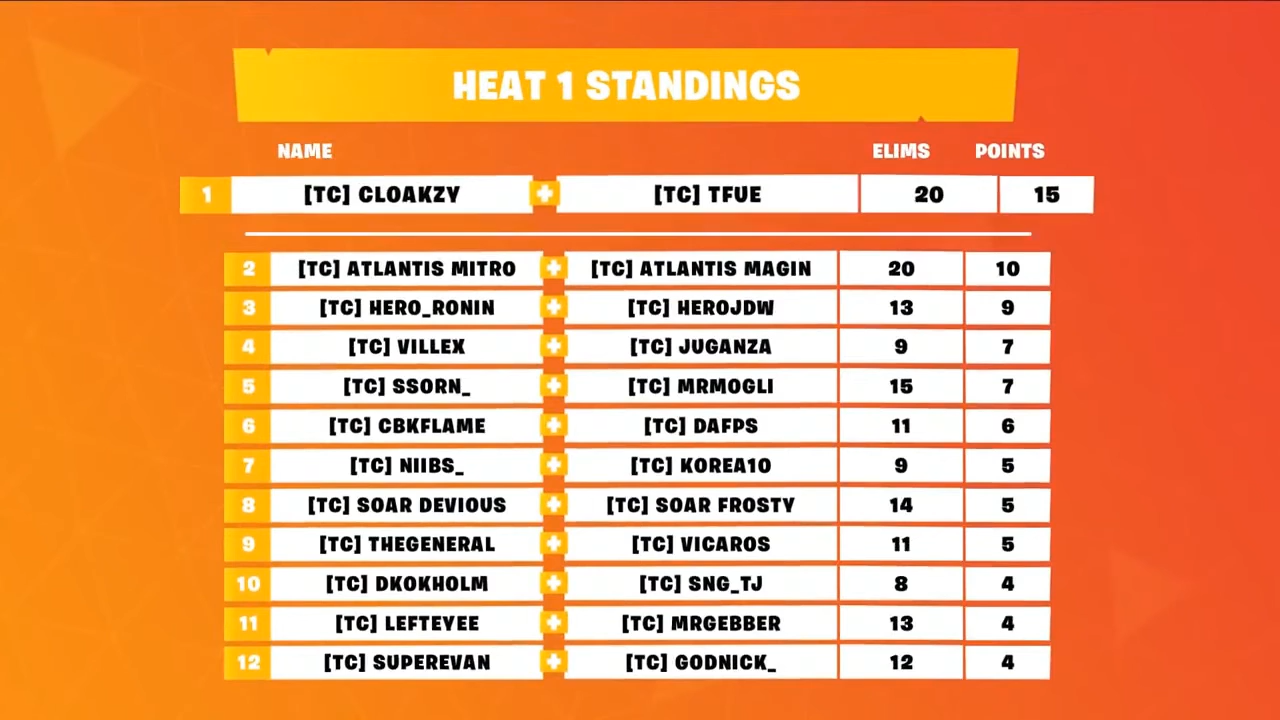 HEAT 1 STANDINGS
NAME ELIMS POINTS
1 [TC] CLOAKZY [TC] TFUE 20 15
2 [TC] ATLANTIS MITRO [TC] ATLANTIS MAGIN 20 10
3 [TC] HERO_RONIN [TC] HEROJDW 13 9
4 [TC] VILLEX [TC] JUGANZA 9 7
5 [TC] SSORN_ [TC] MRMOGLI 15 7
6 [TC] CBKFLAME [TC] DAFPS 11 6
7 [TC] NIIBS_ [TC] KOREA10 9 5
8 [TC] SOAR DEVIOUS [TC] SOAR FROSTY 14 5
9 [TC] THEGENERAL [TC] VICAROS 11 5
10 [TC] DKOKHOLM [TC] SNG_TJ 8 4
11 [TC] LEFTEYEE [TC] MRGEBBER 13 4
12 [TC] SUPEREVAN [TC] GODNICK_ 12 4